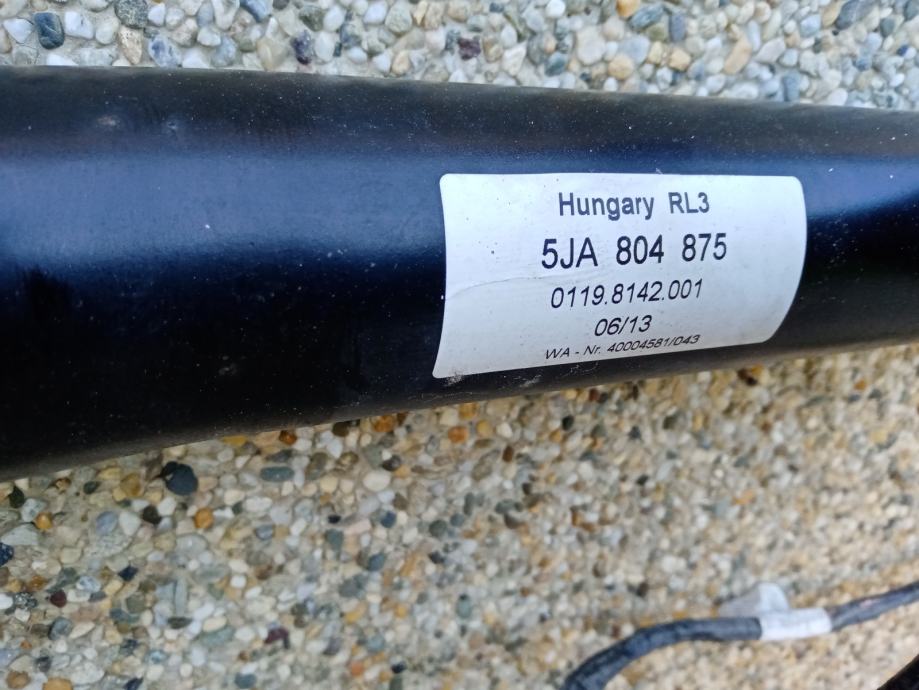 Hungary RL3
5JA 804 875
0119.8142.001
06/13
WA - Nr. 40004581/043